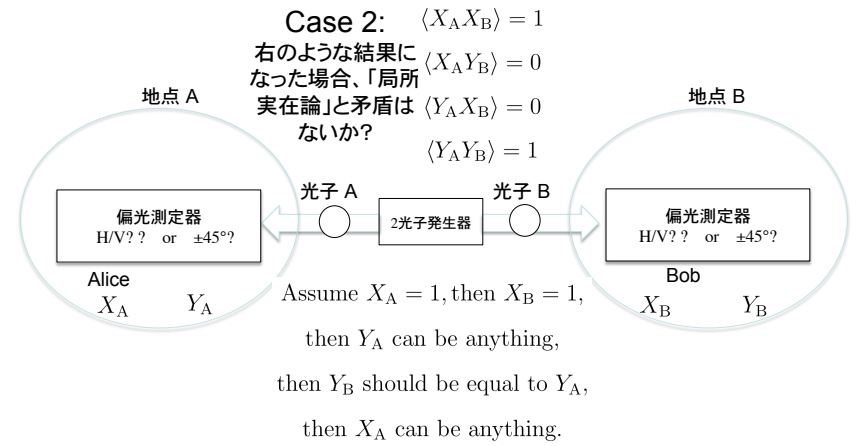 Case 2:
右のような結果に
なった場合、「局所
実在論」と矛盾は
ないか?
⟨X_A X_B⟩ = 1
⟨X_A Y_B⟩ = 0
⟨Y_A X_B⟩ = 0
⟨Y_A Y_B⟩ = 1
地点 A
地点 B
光子 A
光子 B
偏光測定器
H/V? ? or ±45°?
2光子発生器
偏光測定器
H/V? ? or ±45°?
Alice
X_A Y_A
Bob
X_B Y_B
Assume X_A = 1, then X_B = 1,
then Y_A can be anything,
then Y_B should be equal to Y_A,
then X_A can be anything.